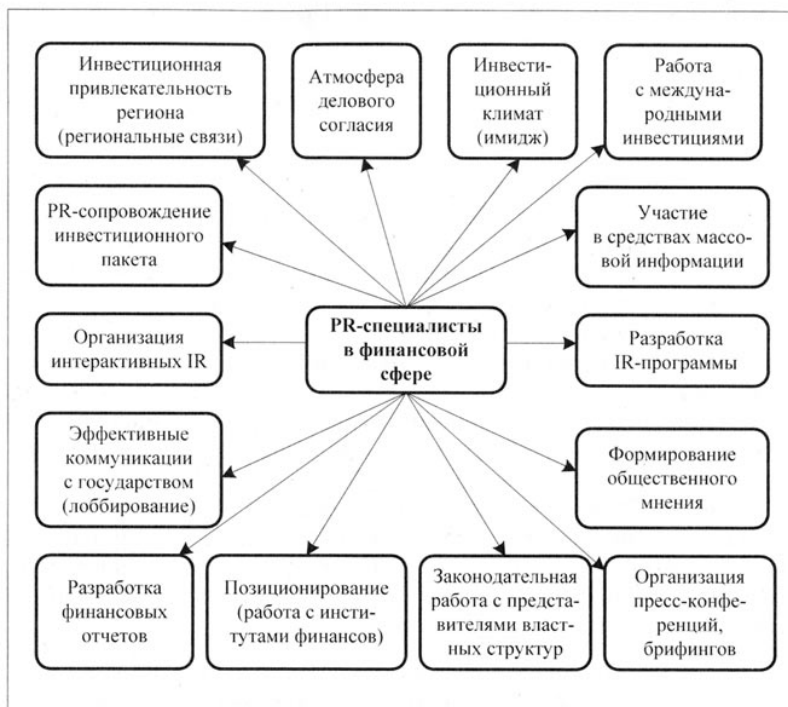 Инвестиционная
привлекательность
региона
(региональные связи)
Атмосфера
делового
согласия
Инвести-
ционный
климат
(имидж)
Работа
с междуна-
родными
инвестициями
PR-сопровождение
инвестиционного
пакета
Участие
в средствах массо-
вой информации
Организация
интерактивных IR
PR-специалисты
в финансовой
сфере
Разработка
IR-программы
Эффективные
коммуникации
с государством
(лоббирование)
Формирование
общественного
мнения
Разработка
финансовых
отчетов
Позиционирование
(работа с инсти-
тутами финансов)
Законодательная
работа с предста-
вителями власт-
ных структур
Организация
пресс-конфе-
ренций,
брифингов